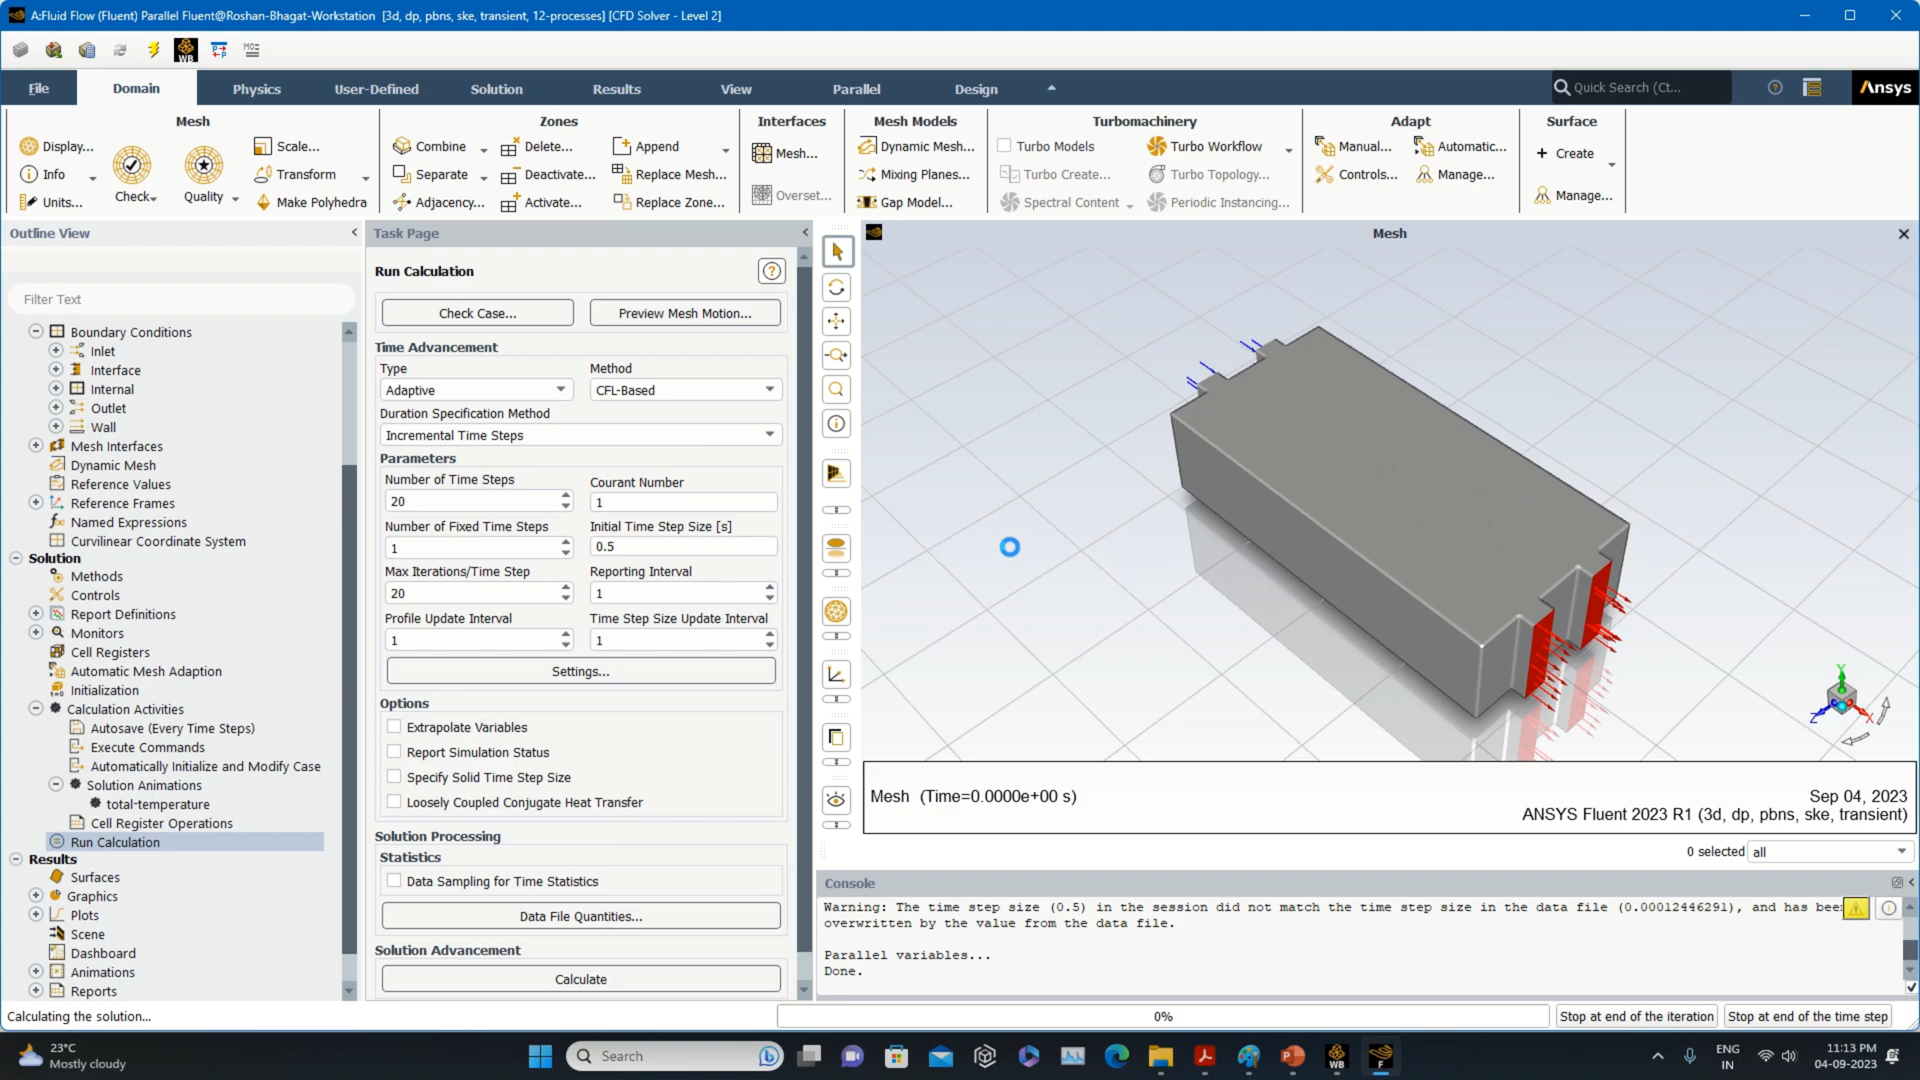 A:Fluid Flow (Fluent) Parallel Fluent@Roshan-Bhagat-Workstation [3d, dp, pbns, ske, transient, 12-processes] [CFD Solver - Level 2]
WB
File Domain Physics User-Defined Solution Results View Parallel Design Quick Search (Ct... Ansys
Mesh Zones Interfaces Mesh Models Turbomachinery Adapt Surface
Display... Scale... Combine Delete... Append Mesh... Dynamic Mesh... Turbo Models Turbo Workflow Manual... Automatic... Create
Info Check Quality Transform Separate Deactivate... Replace Mesh... Mixing Planes... Turbo Create... Turbo Topology... Controls... Manage...
Units... Make Polyhedra Adjacency... Activate... Replace Zone... Overset... Gap Model... Spectral Content Periodic Instancing... Manage...
Outline View
Filter Text
Boundary Conditions
Inlet
Interface
Internal
Outlet
Wall
Mesh Interfaces
Dynamic Mesh
Reference Values
Reference Frames
Named Expressions
Curvilinear Coordinate System
Solution
Methods
Controls
Report Definitions
Monitors
Cell Registers
Automatic Mesh Adaption
Initialization
Calculation Activities
Autosave (Every Time Steps)
Execute Commands
Automatically Initialize and Modify Case
Solution Animations
total-temperature
Cell Register Operations
Run Calculation
Results
Surfaces
Graphics
Plots
Scene
Dashboard
Animations
Reports
Task Page
Run Calculation
Check Case... Preview Mesh Motion...
Time Advancement
Type Method
Adaptive CFL-Based
Duration Specification Method
Incremental Time Steps
Parameters
Number of Time Steps Courant Number
20 1
Number of Fixed Time Steps Initial Time Step Size [s]
1 0.5
Max Iterations/Time Step Reporting Interval
20 1
Profile Update Interval Time Step Size Update Interval
1 1
Settings...
Options
Extrapolate Variables
Report Simulation Status
Specify Solid Time Step Size
Loosely Coupled Conjugate Heat Transfer
Solution Processing
Statistics
Data Sampling for Time Statistics
Data File Quantities...
Solution Advancement
Calculate
Mesh
Y
Z X
Mesh (Time=0.0000e+00 s) Sep 04, 2023
ANSYS Fluent 2023 R1 (3d, dp, pbns, ske, transient)
0 selected all
Console
Warning: The time step size (0.5) in the session did not match the time step size in the data file (0.00012446291), and has bee
overwritten by the value from the data file.
Parallel variables...
Done.
Calculating the solution... 0% Stop at end of the iteration Stop at end of the time step
23°C
Mostly cloudy
Search
WB
F
ENG
IN
11:13 PM
04-09-2023